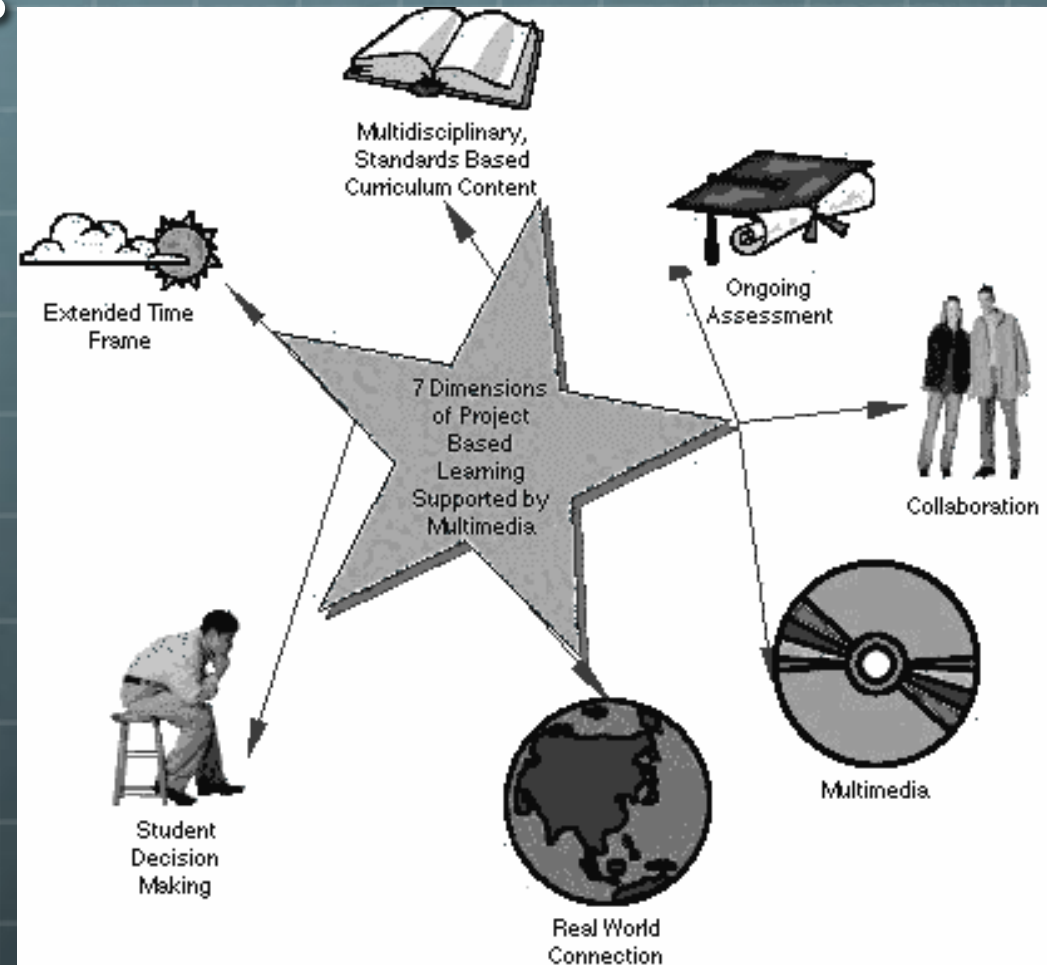 Multidisciplinary,
Standards Based
Curriculum Content
Ongoing
Assessment
Extended Time
Frame
7 Dimensions
of Project
Based
Learning
Supported by
Multimedia
Collaboration
Multimedia
Student
Decision
Making
Real World
Connection